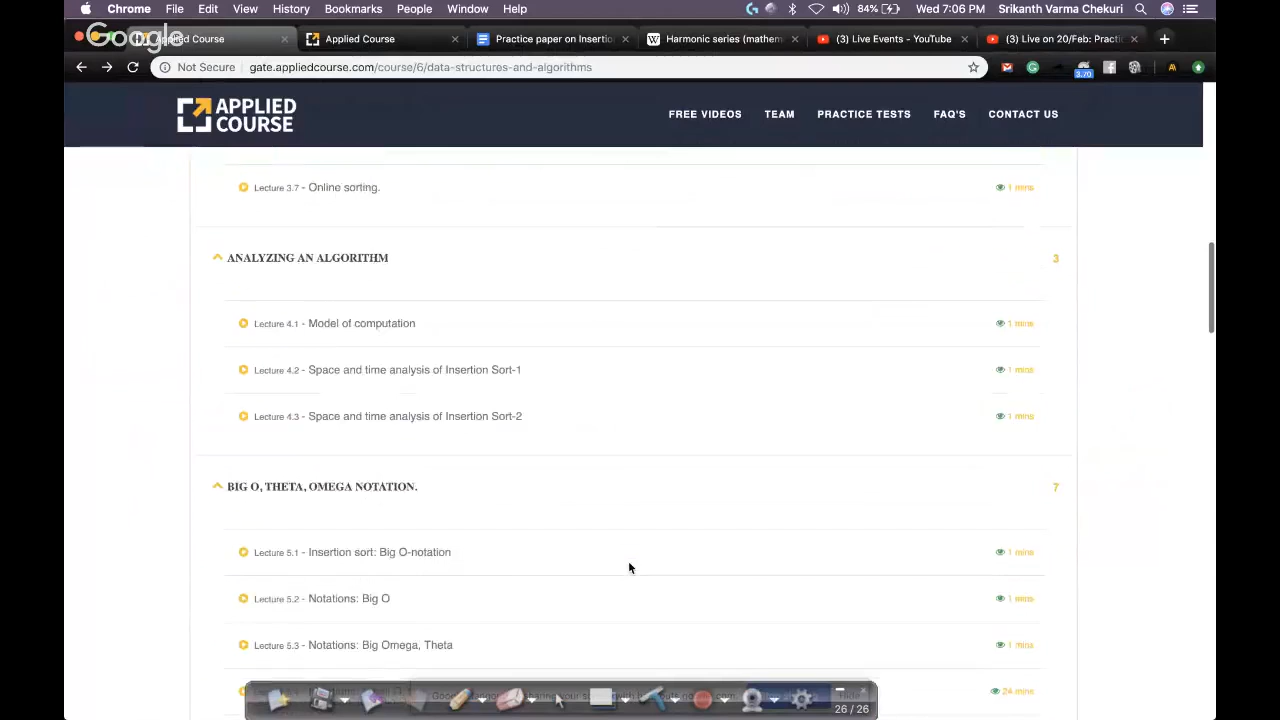 Chrome File Edit View History Bookmarks People Window Help 84% Wed 7:06 PM Srikanth Varma Chekuri
Google
Course
Applied Course
Practice paper on Insertio
Harmonic series (mathem
(3) Live Events - YouTube
(3) Live on 20/Feb: Practi
Not Secure gate.appliedcourse.com/course/6/data-structures-and-algorithms
3.70
APPLIED COURSE
FREE VIDEOS TEAM PRACTICE TESTS FAQ'S CONTACT US
Lecture 3.7 - Online sorting. 1 mins
ANALYZING AN ALGORITHM 3
Lecture 4.1 - Model of computation 1 mins
Lecture 4.2 - Space and time analysis of Insertion Sort-1 1 mins
Lecture 4.3 - Space and time analysis of Insertion Sort-2 1 mins
BIG O, THETA, OMEGA NOTATION. 7
Lecture 5.1 - Insertion sort: Big O-notation 1 mins
Lecture 5.2 - Notations: Big O 1 mins
Lecture 5.3 - Notations: Big Omega, Theta 1 mins
24 mins
26 / 26